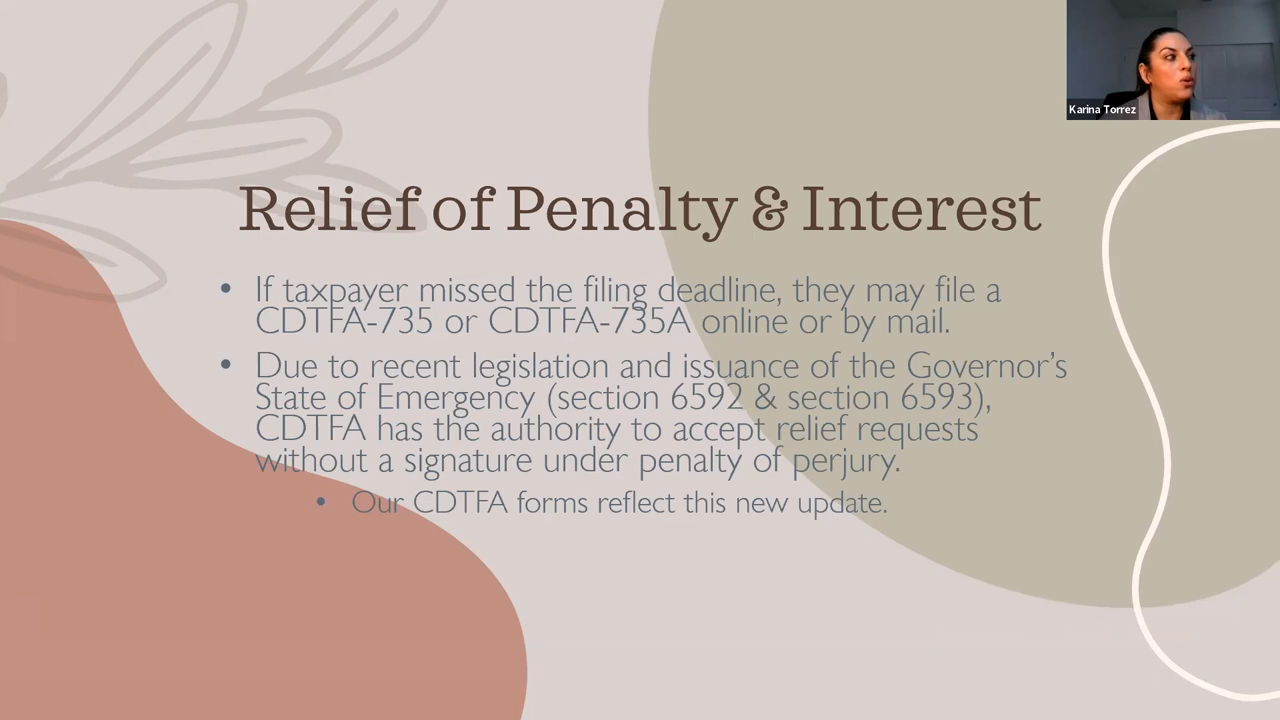 Karina Torrez
Relief of Penalty & Interest
• If taxpayer missed the filing deadline, they may file a
CDTFA-735 or CDTFA-735A online or by mail.
• Due to recent legislation and issuance of the Governor’s
State of Emergency (section 6592 & section 6593),
CDTFA has the authority to accept relief requests
without a signature under penalty of perjury.
• Our CDTFA forms reflect this new update.